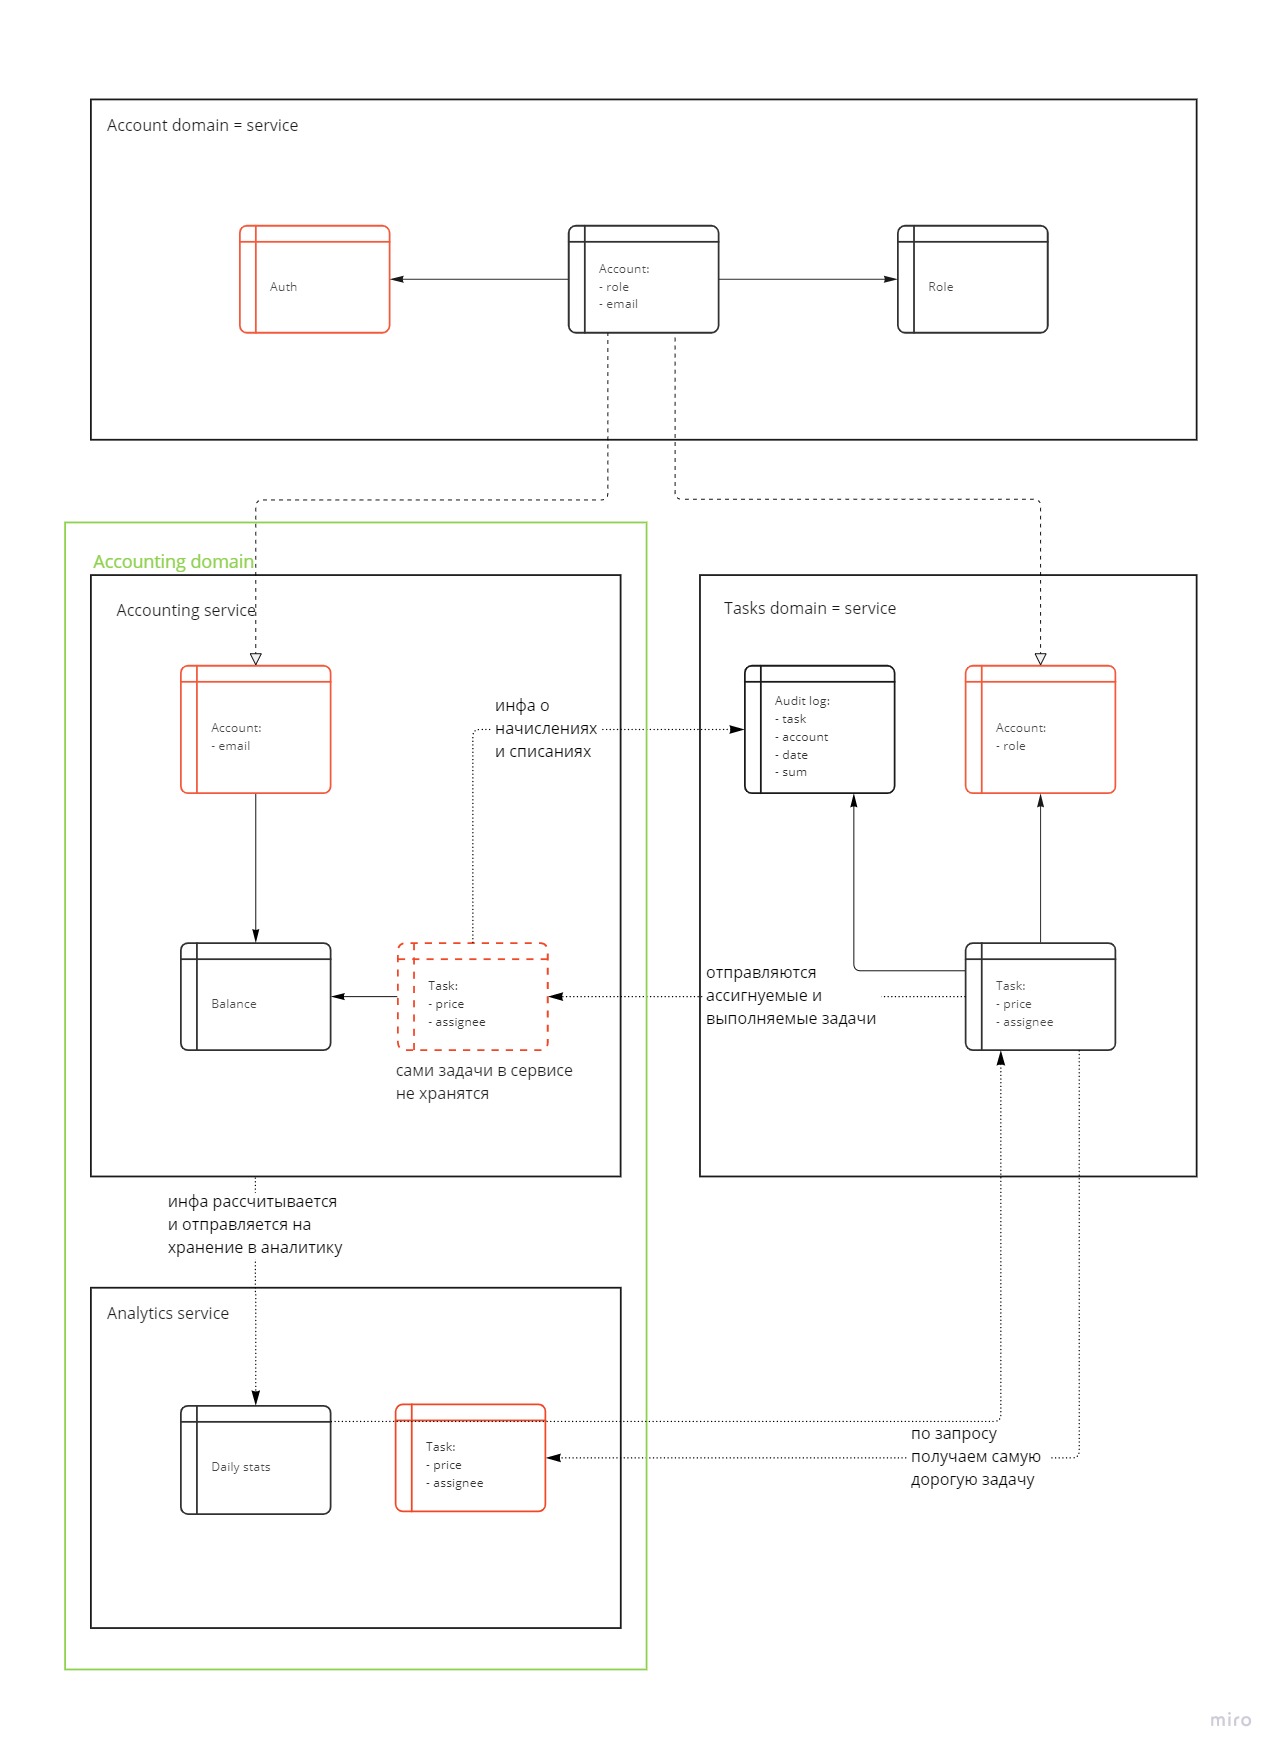 Account domain = service
Auth
Account:
- role
- email
Role
Accounting domain
Accounting service
Account:
- email
инфа о
начислениях
и списаниях
Balance
Task:
- price
- assignee
сами задачи в сервисе
не хранятся
Tasks domain = service
Audit log:
- task
- account
- date
- sum
Account:
- role
отправляются
ассигнуемые и
выполняемые задачи
Task:
- price
- assignee
инфа рассчитывается
и отправляется на
хранение в аналитику
Analytics service
Daily stats
Task:
- price
- assignee
по запросу
получаем самую
дорогую задачу
miro